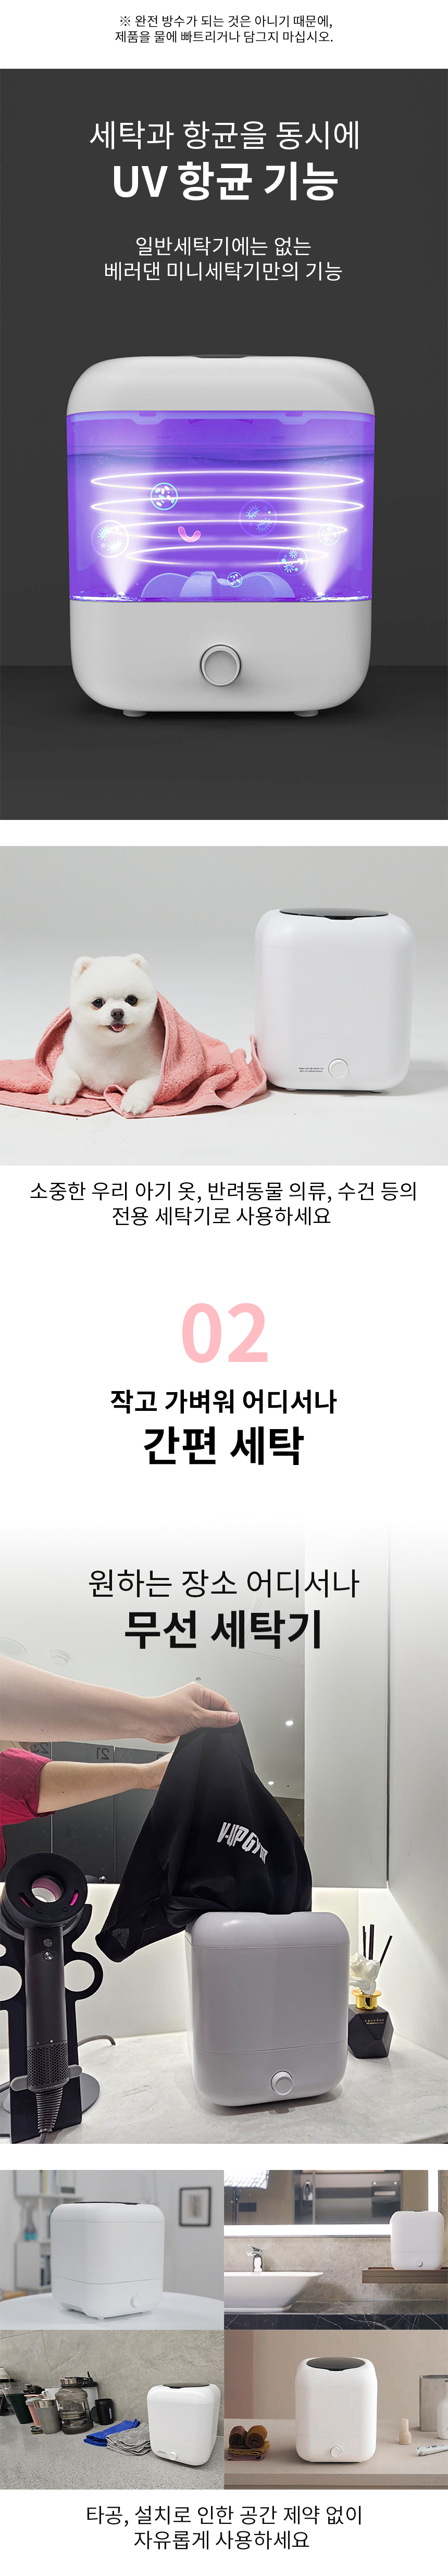 ※ 완전 방수가 되는 것은 아니기 때문에,
제품을 물에 빠트리거나 담그지 마십시오.
세탁과 항균을 동시에
UV 항균 기능
일반세탁기에는 없는
베러댄 미니세탁기만의 기능
소중한 우리 아기 옷, 반려동물 의류, 수건 등의
전용 세탁기로 사용하세요
02
작고 가벼워 어디서나
간편 세탁
원하는 장소 어디서나
무선 세탁기
타공, 설치로 인한 공간 제약 없이
자유롭게 사용하세요